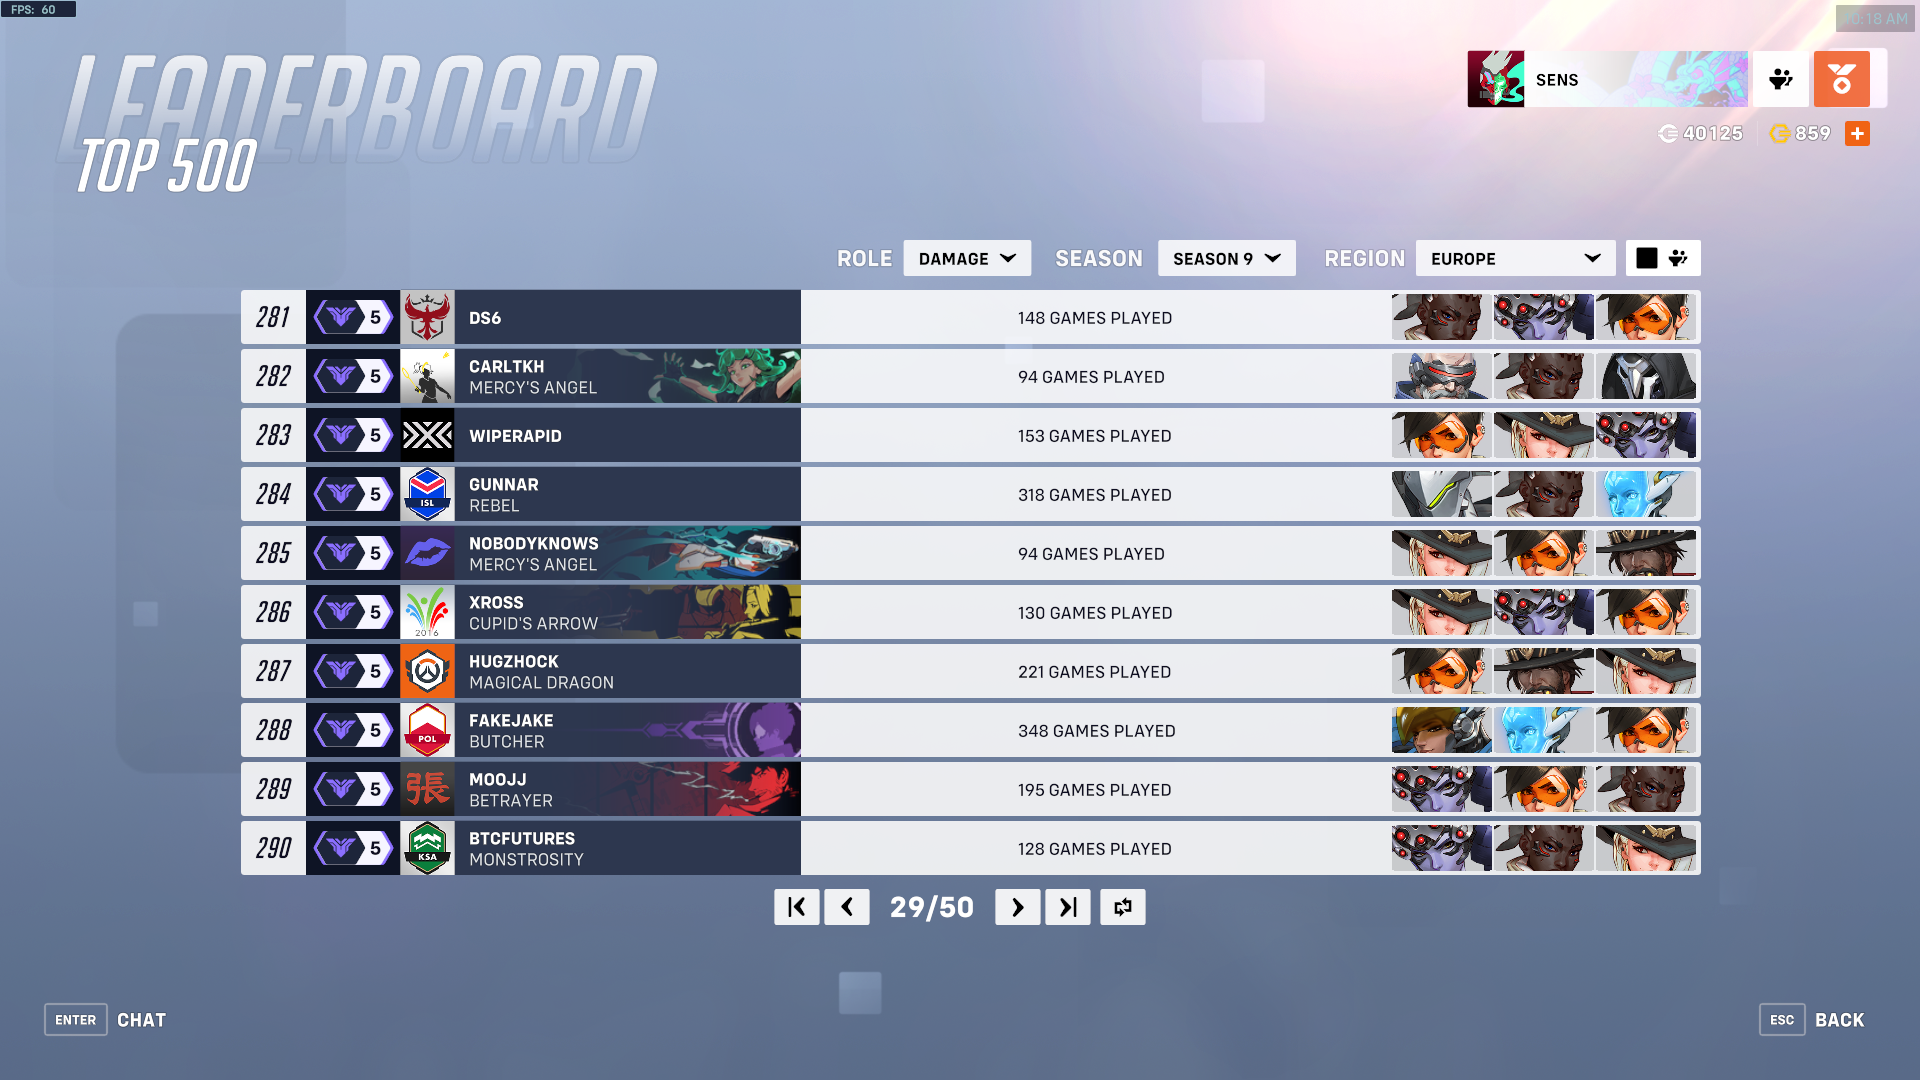 FPS: 60
LEADERBOARD
TOP 500
SENS
40125
859
ROLE DAMAGE SEASON SEASON 9 REGION EUROPE
281 5 DS6 148 GAMES PLAYED
282 5 CARLTKH 94 GAMES PLAYED
MERCY'S ANGEL
283 5 WIPERAPID 153 GAMES PLAYED
284 5 ISL GUNNAR 318 GAMES PLAYED
REBEL
285 5 NOBODYKNOWS 94 GAMES PLAYED
MERCY'S ANGEL
286 5 2016 XROSS 130 GAMES PLAYED
CUPID'S ARROW
287 5 HUGZHOCK 221 GAMES PLAYED
MAGICAL DRAGON
288 5 POL FAKEJAKE 348 GAMES PLAYED
BUTCHER
289 5 張 MOOJJ 195 GAMES PLAYED
BETRAYER
290 5 KSA BTCFUTURES 128 GAMES PLAYED
MONSTROSITY
29/50
ENTER CHAT
ESC BACK